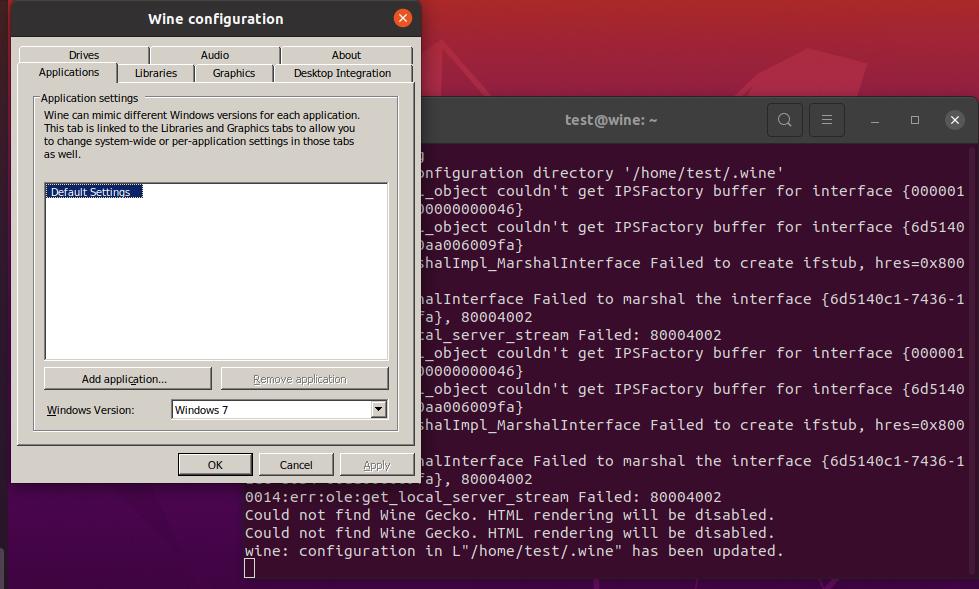 Wine configuration
Drives
Audio
About
Applications
Libraries
Graphics
Desktop Integration
Application settings
Wine can mimic different Windows versions for each application.
This tab is linked to the Libraries and Graphics tabs to allow you
to change system-wide or per-application settings in those tabs
as well.
Default Settings
Add application...
Remove application
Windows Version:
Windows 7
OK
Cancel
Apply
test@wine: ~
onfiguration directory '/home/test/.wine'
l_object couldn't get IPSFactory buffer for interface {000001
00000000046}
l_object couldn't get IPSFactory buffer for interface {6d5140
0aa006009fa}
shalImpl_MarshalInterface Failed to create ifstub, hres=0x800
halInterface Failed to marshal the interface {6d5140c1-7436-1
fa}, 80004002
cal_server_stream Failed: 80004002
l_object couldn't get IPSFactory buffer for interface {000001
00000000046}
l_object couldn't get IPSFactory buffer for interface {6d5140
0aa006009fa}
shalImpl_MarshalInterface Failed to create ifstub, hres=0x800
halInterface Failed to marshal the interface {6d5140c1-7436-1
fa}, 80004002
0014:err:ole:get_local_server_stream Failed: 80004002
Could not find Wine Gecko. HTML rendering will be disabled.
Could not find Wine Gecko. HTML rendering will be disabled.
wine: configuration in L"/home/test/.wine" has been updated.